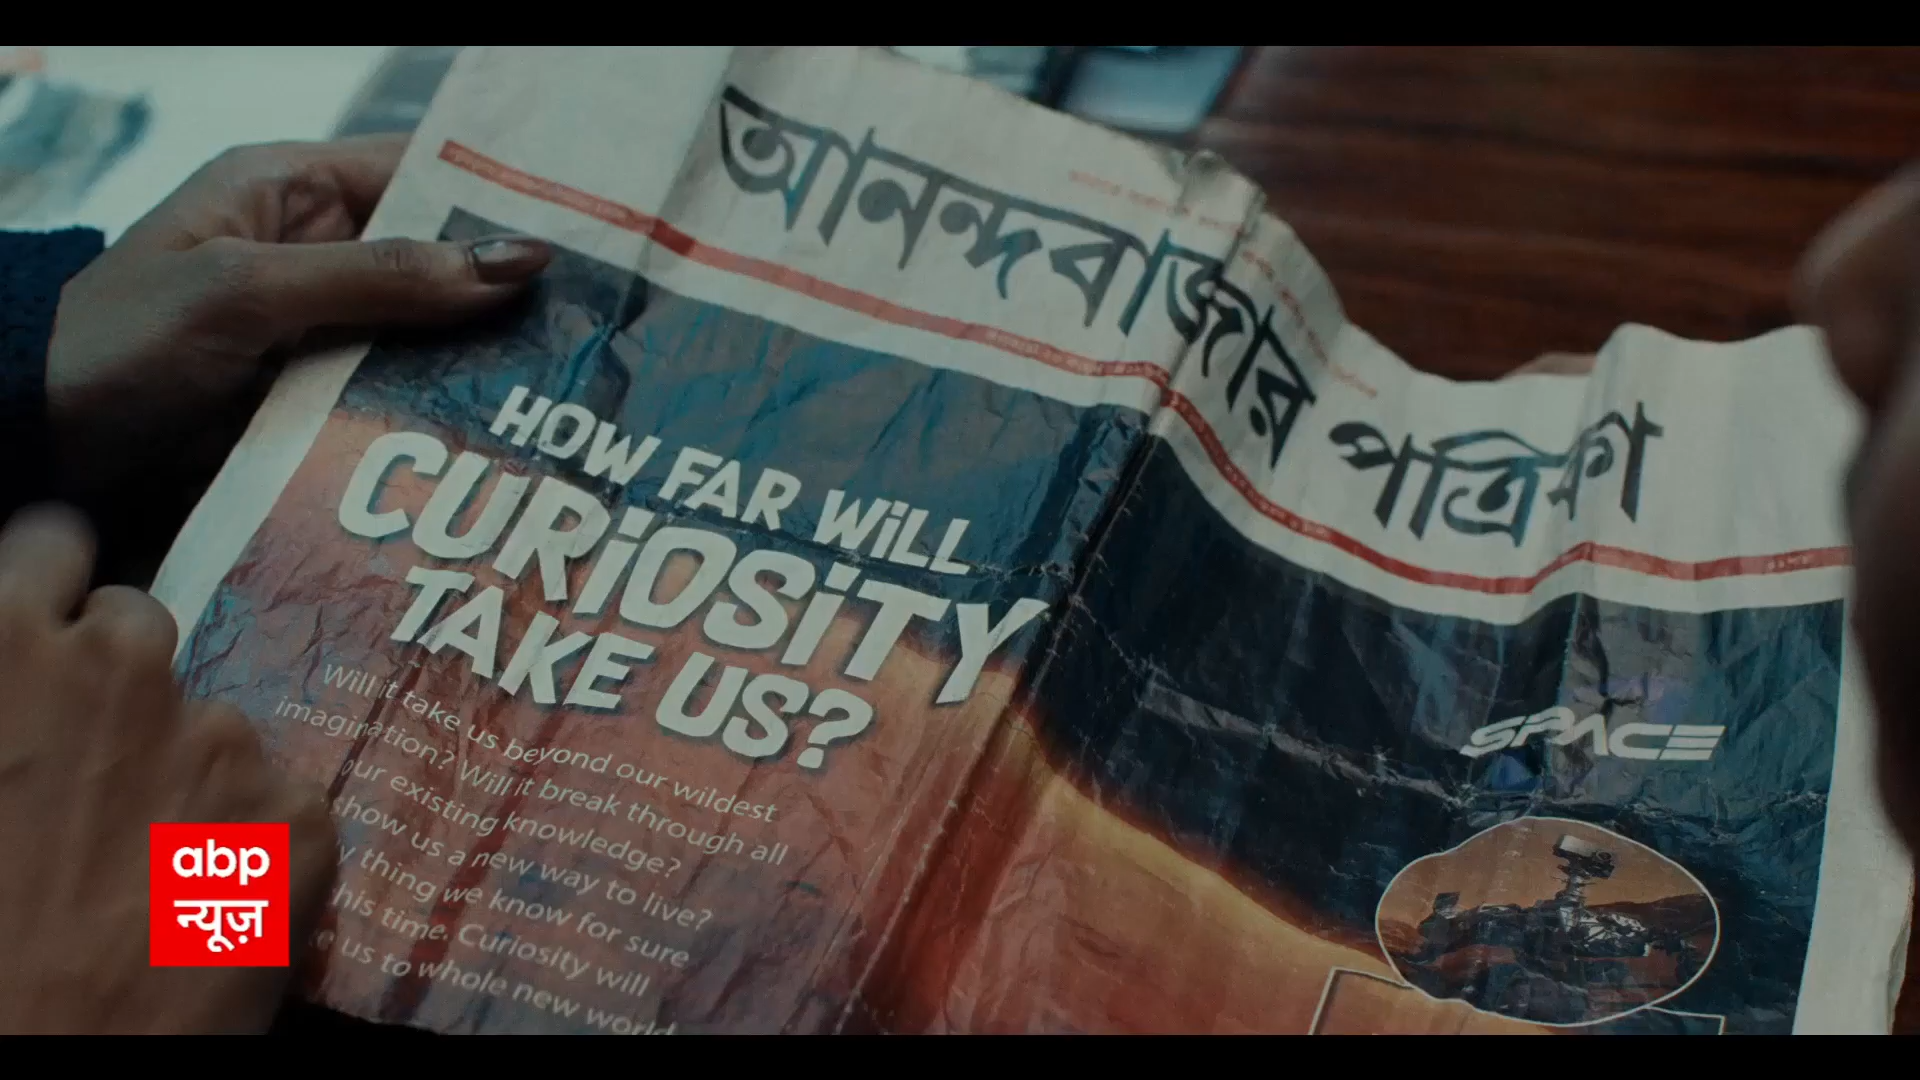 আনন্দবাজার পত্রিকা
HOW FAR WiLL
CURiOSiTY
TAKE US?
Will it take us beyond our wildest
imagination? Will it break through all
our existing knowledge?
show us a new way to live?
thing we know for sure
his time. Curiosity will
us to whole new world
SPACE
abp
न्यूज़